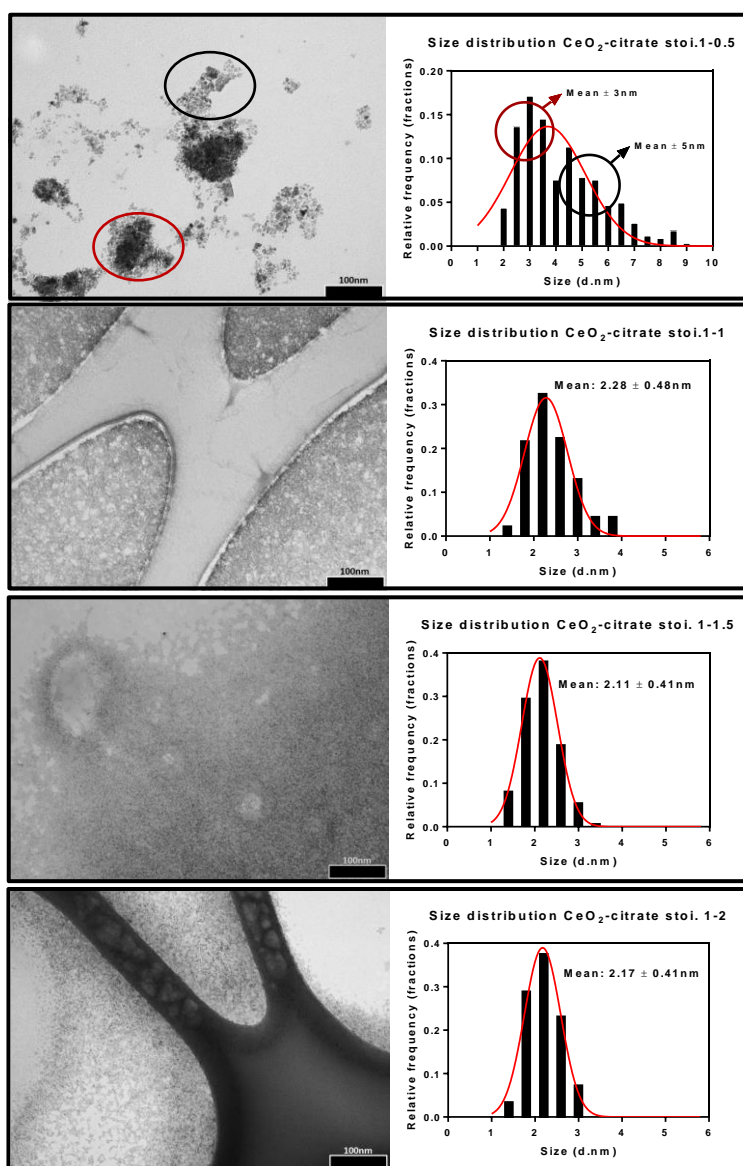 Size distribution CeO₂-citrate stoi.1-0.5
Relative frequency (fractions)
0.20
0.15
0.10
0.05
0.00
Mean ± 3nm
Mean ± 5nm
0 1 2 3 4 5 6 7 8 9 10
Size (d.nm)
100nm
Size distribution CeO₂-citrate stoi.1-1
Relative frequency (fractions)
0.4
0.3
0.2
0.1
0.0
Mean: 2.28 ± 0.48nm
0 1 2 3 4 5 6
Size (d.nm)
100nm
Size distribution CeO₂-citrate stoi. 1-1.5
Relative frequency (fractions)
0.4
0.3
0.2
0.1
0.0
Mean: 2.11 ± 0.41nm
0 1 2 3 4 5 6
Size (d.nm)
100nm
Size distribution CeO₂-citrate stoi. 1-2
Relative frequency (fractions)
0.4
0.3
0.2
0.1
0.0
Mean: 2.17 ± 0.41nm
0 1 2 3 4 5 6
Size (d.nm)
100nm